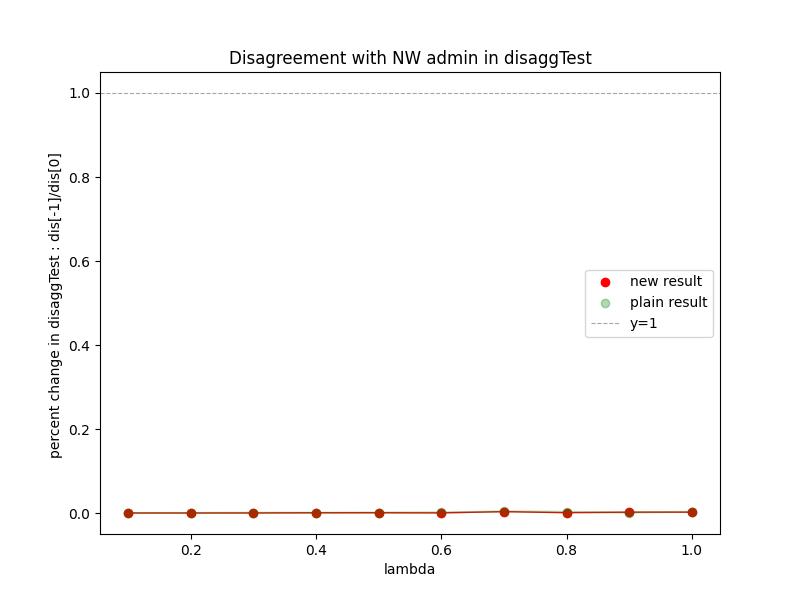 Disagreement with NW admin in disaggTest
percent change in disaggTest : dis[-1]/dis[0]
1.0
0.8
0.6
0.4
0.2
0.0
new result
plain result
y=1
0.2 0.4 0.6 0.8 1.0
lambda